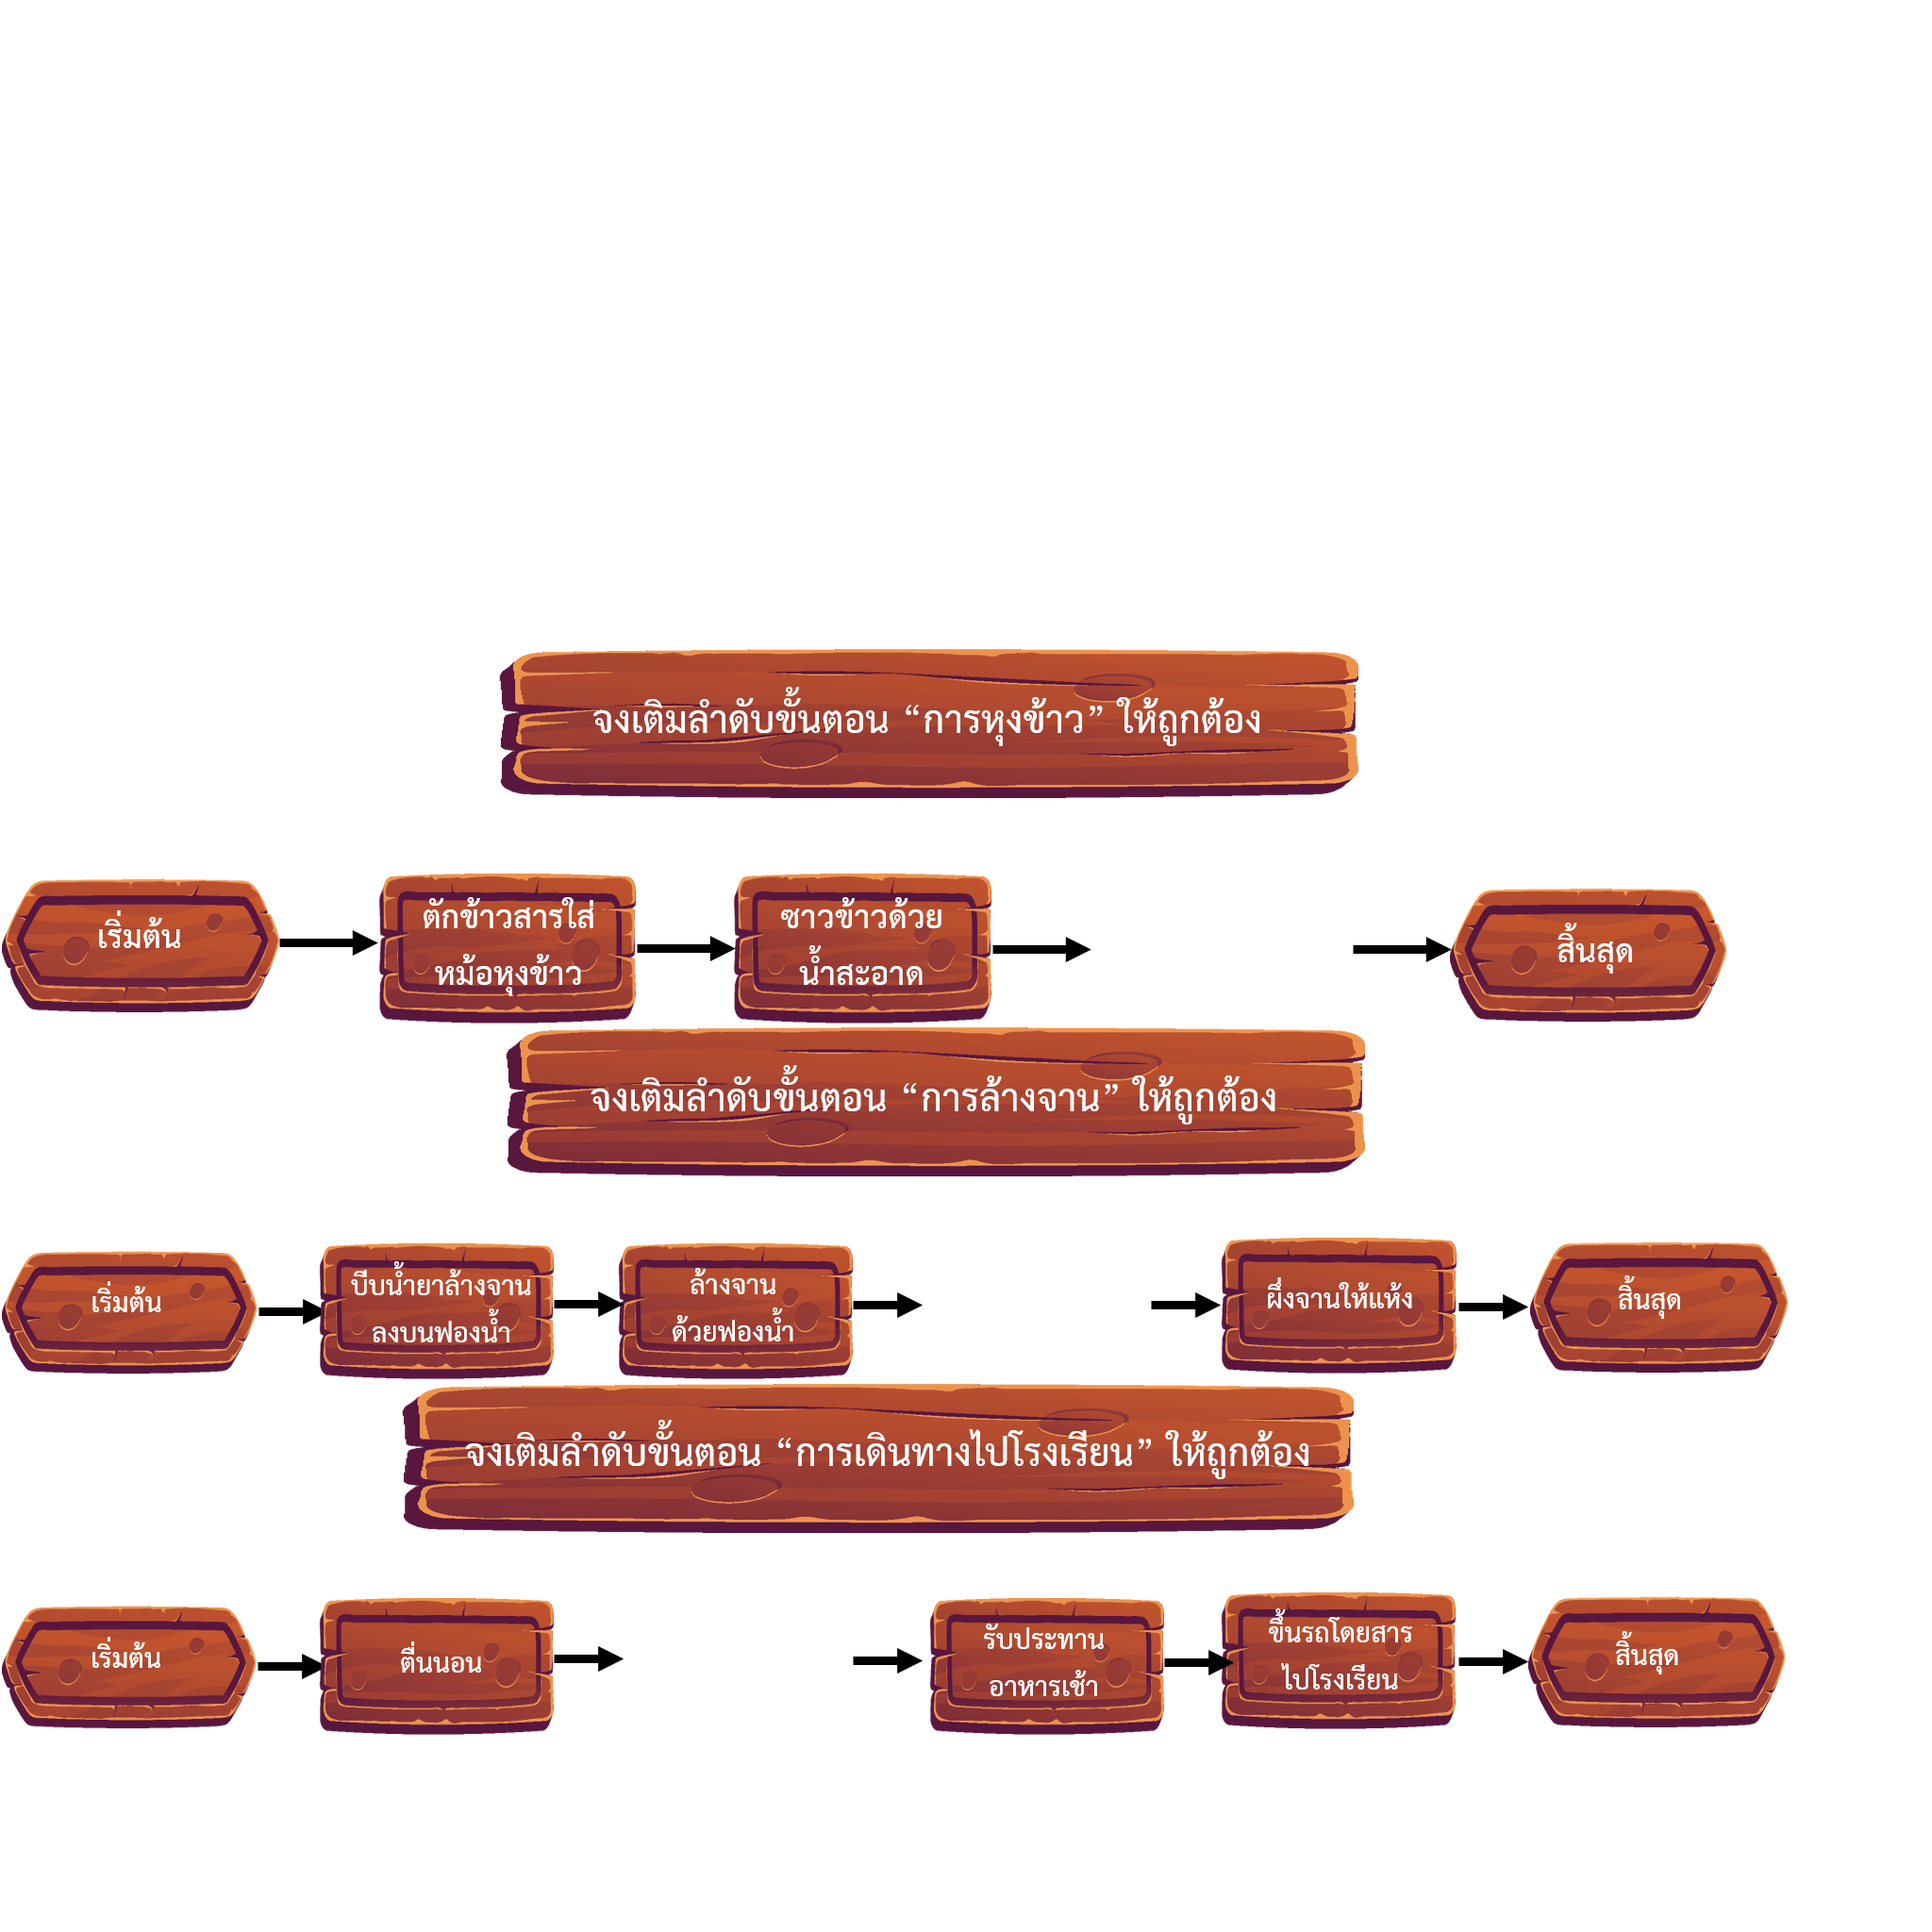 จงเติมลำดับขั้นตอน “การหุงข้าว” ให้ถูกต้อง
เริ่มต้น
ตักข้าวสารใส่
หม้อหุงข้าว
ซาวข้าวด้วย
น้ำสะอาด
สิ้นสุด
จงเติมลำดับขั้นตอน “การล้างจาน” ให้ถูกต้อง
เริ่มต้น
บีบน้ำยาล้างจาน
ลงบนฟองน้ำ
ล้างจาน
ด้วยฟองน้ำ
ผึ่งจานให้แห้ง
สิ้นสุด
จงเติมลำดับขั้นตอน “การเดินทางไปโรงเรียน” ให้ถูกต้อง
เริ่มต้น
ตื่นนอน
รับประทาน
อาหารเช้า
ขึ้นรถโดยสาร
ไปโรงเรียน
สิ้นสุด